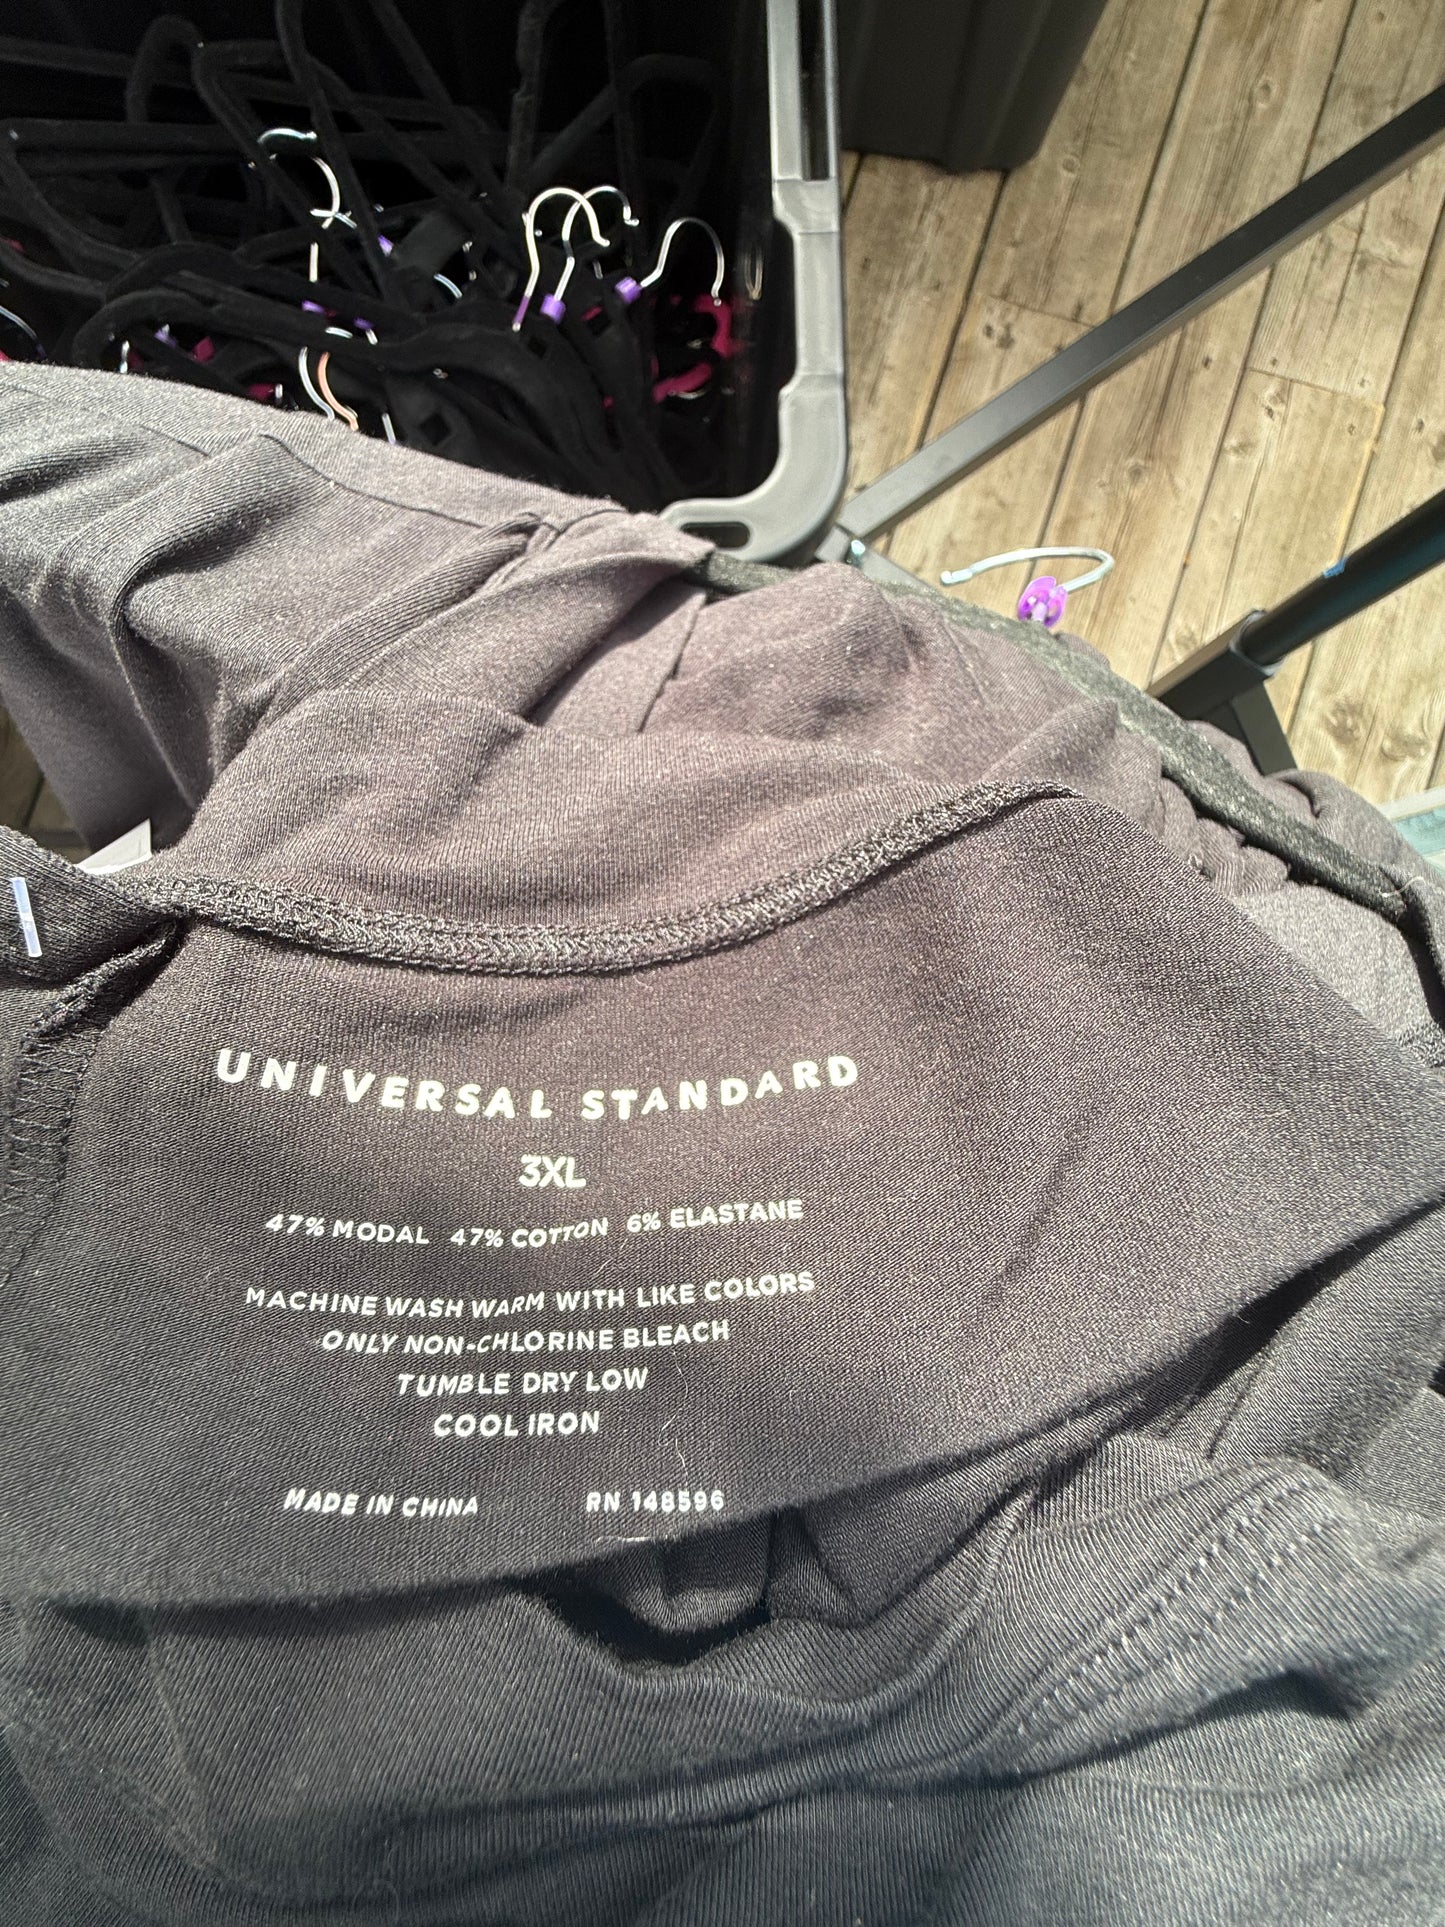 UNIVERSAL STANDARD
3XL
47% MODAL 47% COTTON 6% ELASTANE
MACHINE WASH WARM WITH LIKE COLORS
ONLY NON-CHLORINE BLEACH
TUMBLE DRY LOW
COOL IRON
MADE IN CHINA RN 148596